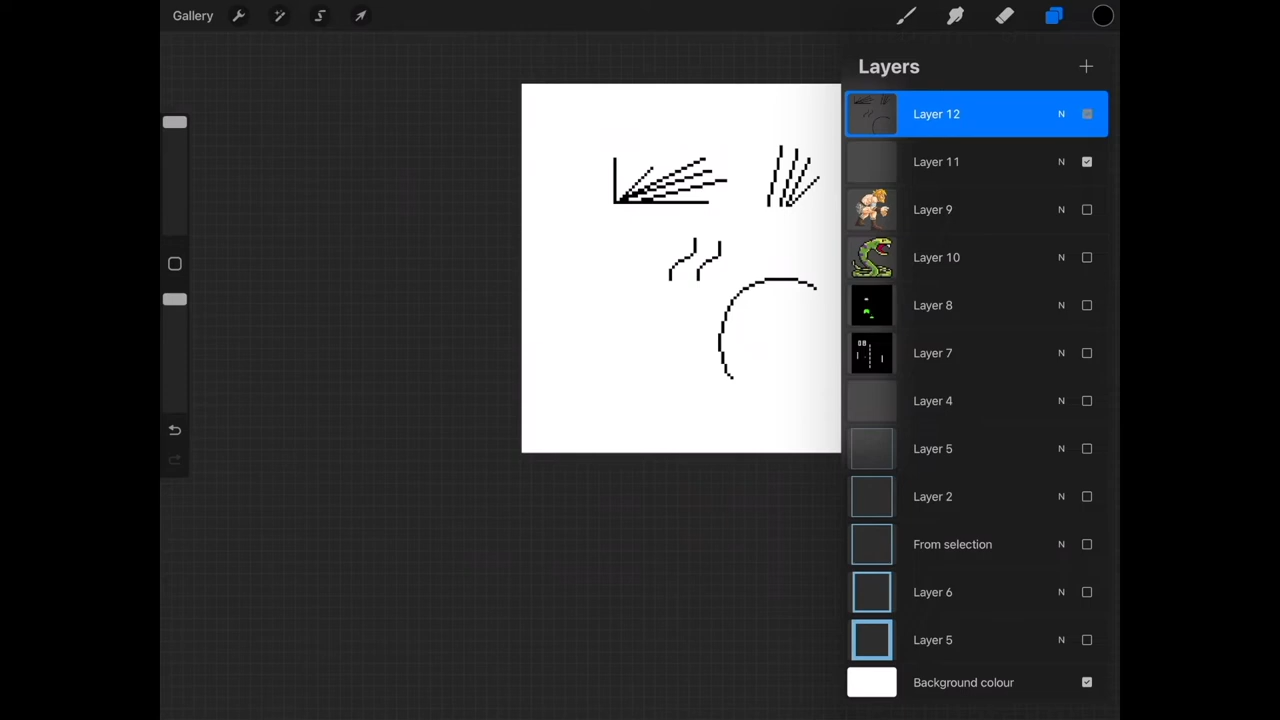 Gallery
Layers
Layer 12 N
Layer 11 N
Layer 9 N
Layer 10 N
Layer 8 N
Layer 7 N
Layer 4 N
Layer 5 N
Layer 2 N
From selection N
Layer 6 N
Layer 5 N
Background colour